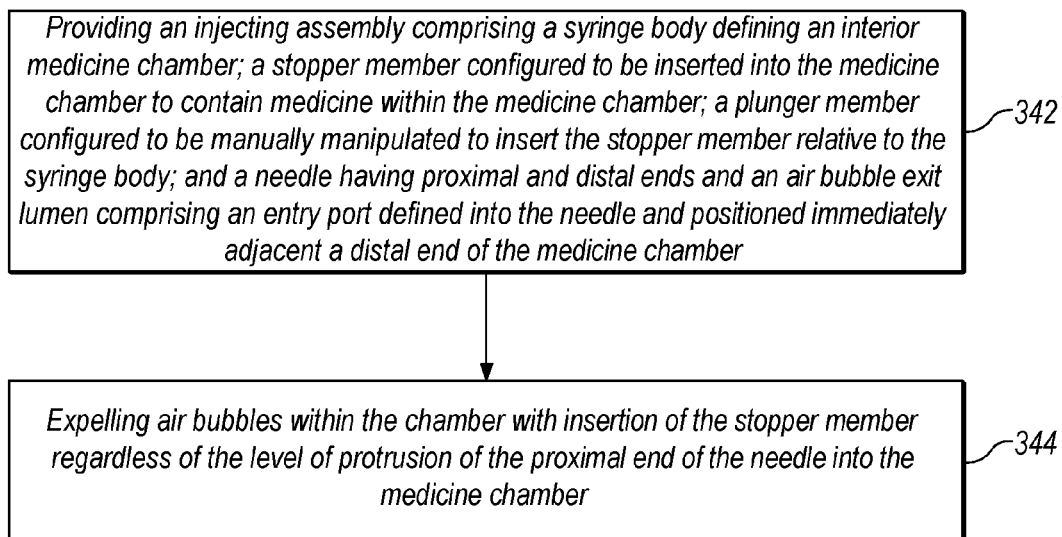 Providing an injecting assembly comprising a syringe body defining an interior
medicine chamber; a stopper member configured to be inserted into the medicine
chamber to contain medicine within the medicine chamber; a plunger member
configured to be manually manipulated to insert the stopper member relative to the
syringe body; and a needle having proximal and distal ends and an air bubble exit
lumen comprising an entry port defined into the needle and positioned immediately
adjacent a distal end of the medicine chamber
342
Expelling air bubbles within the chamber with insertion of the stopper member
regardless of the level of protrusion of the proximal end of the needle into the
medicine chamber
344